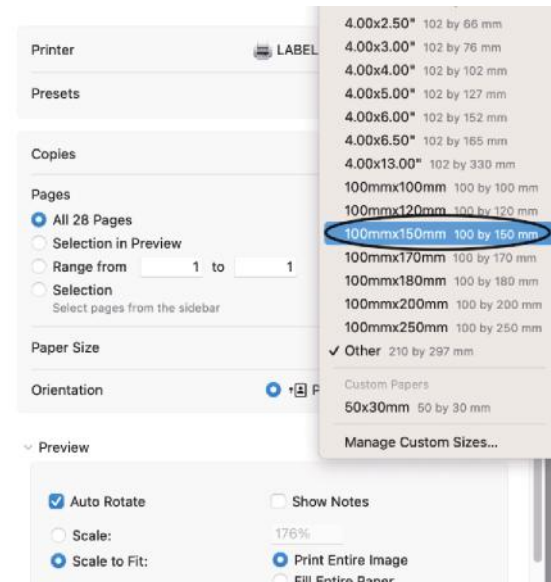 Printer
LABEL
Presets
Copies
Pages
All 28 Pages
Selection in Preview
Range from 1 to 1
Selection
Select pages from the sidebar
Paper Size
Orientation
P
Preview
Auto Rotate
Show Notes
Scale:
176%
Scale to Fit:
Print Entire Image
Fill Entire Paper
4.00x2.50" 102 by 66 mm
4.00x3.00" 102 by 76 mm
4.00x4.00" 102 by 102 mm
4.00x5.00" 102 by 127 mm
4.00x6.00" 102 by 152 mm
4.00x6.50" 102 by 165 mm
4.00x13.00" 102 by 330 mm
100mmx100mm 100 by 100 mm
100mmx120mm 100 by 120 mm
100mmx150mm 100 by 150 mm
100mmx170mm 100 by 170 mm
100mmx180mm 100 by 180 mm
100mmx200mm 100 by 200 mm
100mmx250mm 100 by 250 mm
✓ Other 210 by 297 mm
Custom Papers
50x30mm 50 by 30 mm
Manage Custom Sizes...